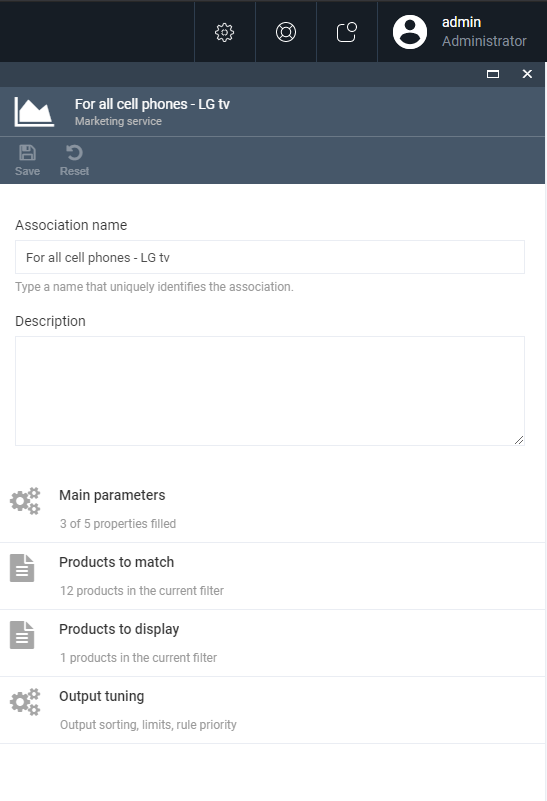 admin
Administrator
For all cell phones - LG tv
Marketing service
Save
Reset
Association name
For all cell phones - LG tv
Type a name that uniquely identifies the association.
Description
Main parameters
3 of 5 properties filled
Products to match
12 products in the current filter
Products to display
1 products in the current filter
Output tuning
Output sorting, limits, rule priority